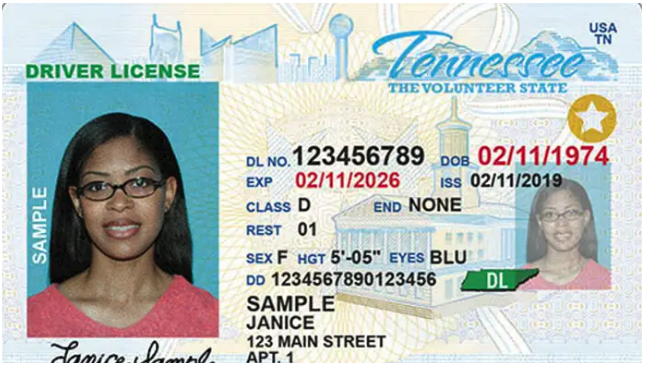 USA
TN
Tennessee
THE VOLUNTEER STATE
DRIVER LICENSE
SAMPLE
DL NO. 123456789 DOB 02/11/1974
EXP 02/11/2026 ISS 02/11/2019
CLASS D END NONE
REST 01
SEX F HGT 5'-05" EYES BLU
DD 1234567890123456 DL
SAMPLE
JANICE
123 MAIN STREET
APT. 1
Janice Sample